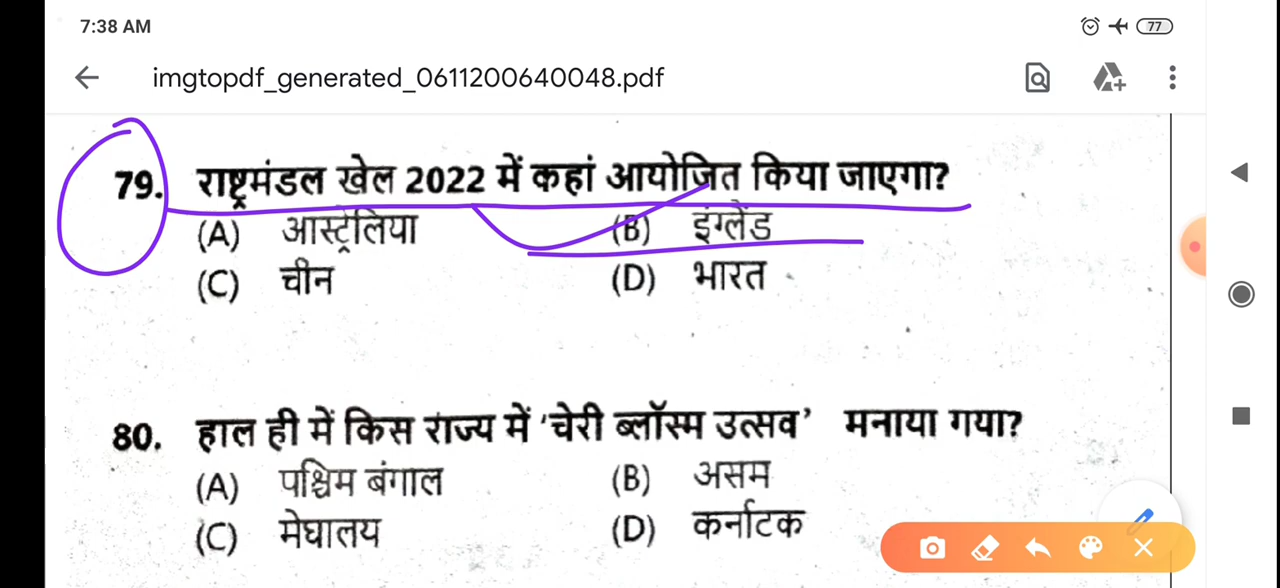 7:38 AM
77
imgtopdf_generated_0611200640048.pdf
79. राष्ट्रमंडल खेल 2022 में कहां आयोजित किया जाएगा?
(A) आस्ट्रेलिया (B) इंग्लैंड
(C) चीन (D) भारत
80. हाल ही में किस राज्य में 'चेरी ब्लॉस्म उत्सव' मनाया गया?
(A) पश्चिम बंगाल (B) असम
(C) मेघालय (D) कर्नाटक